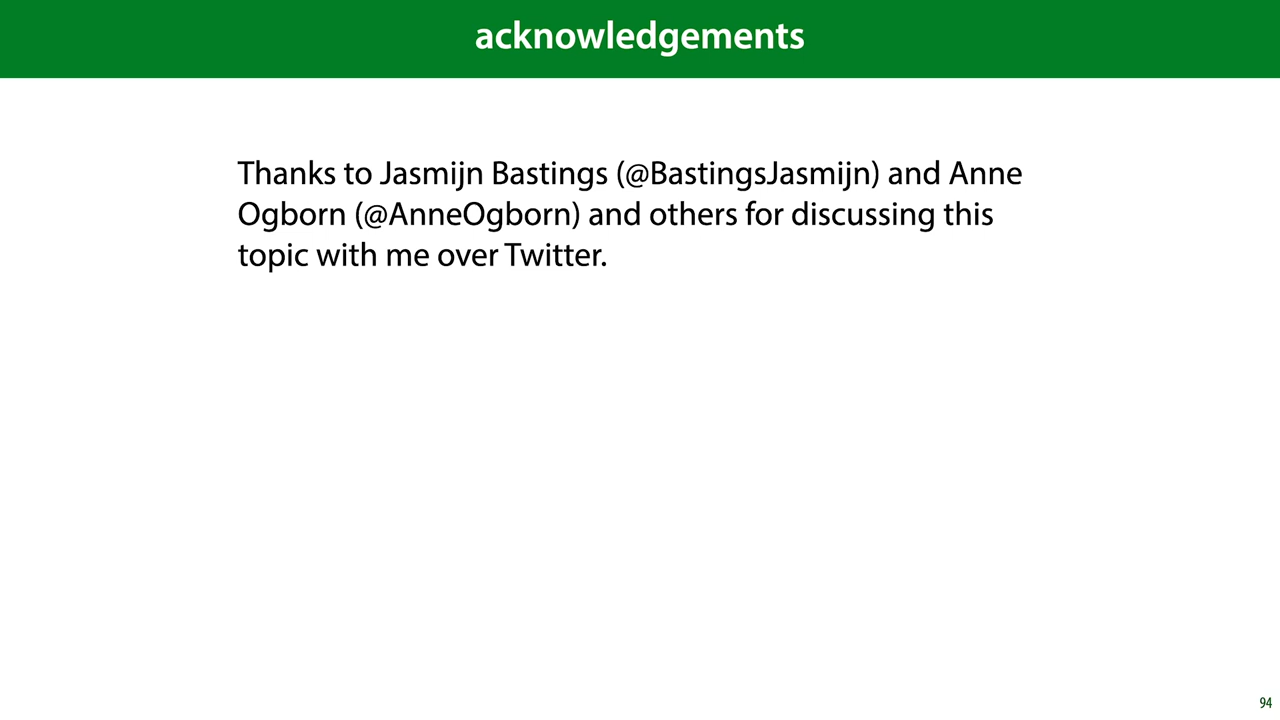 acknowledgements
Thanks to Jasmijn Bastings (@BastingsJasmijn) and Anne
Ogborn (@AnneOgborn) and others for discussing this
topic with me over Twitter.
94